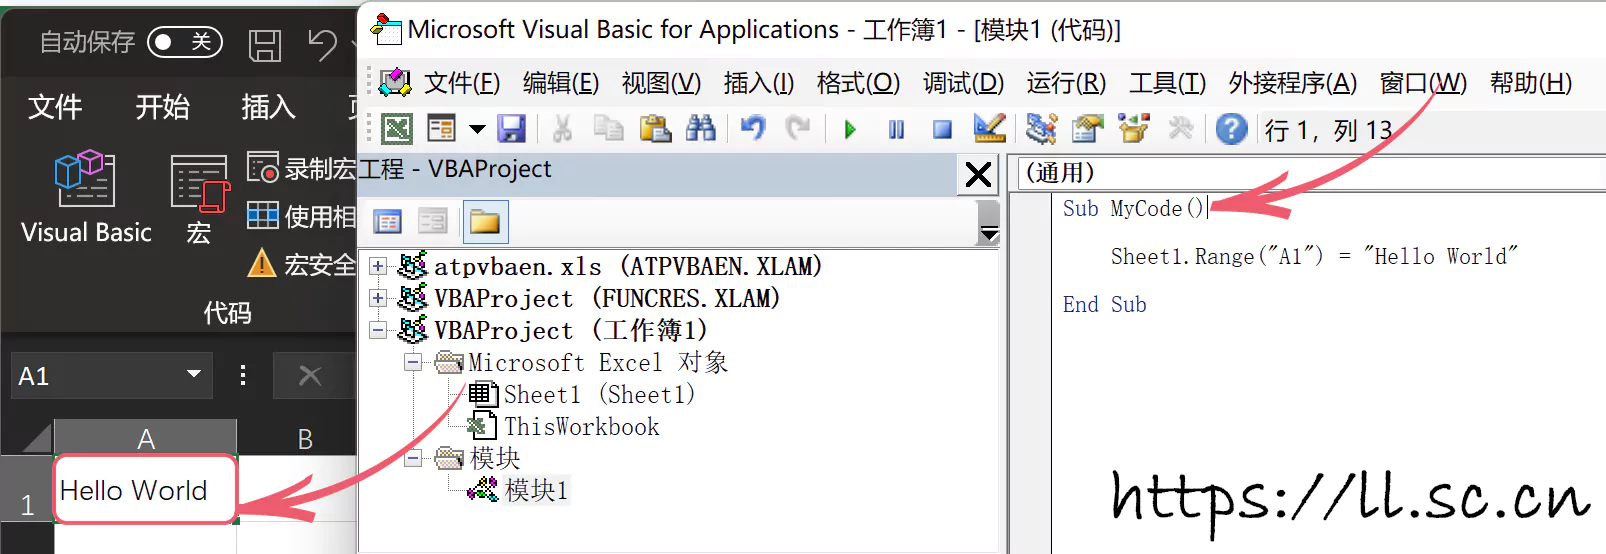 自动保存 关
文件 开始 插入
Visual Basic
宏
录制宏
使用相
宏安全
代码
A1
A B
1 Hello World
Microsoft Visual Basic for Applications - 工作簿1 - [模块1 (代码)]
文件(F) 编辑(E) 视图(V) 插入(I) 格式(O) 调试(D) 运行(R) 工具(T) 外接程序(A) 窗口(W) 帮助(H)
行 1，列 13
工程 - VBAProject
atpvbaen.xls (ATPVBAEN.XLAM)
VBAProject (FUNCRES.XLAM)
VBAProject (工作簿1)
Microsoft Excel 对象
Sheet1 (Sheet1)
ThisWorkbook
模块
模块1
(通用)
Sub MyCode()
Sheet1.Range("A1") = "Hello World"
End Sub
https://ll.sc.cn